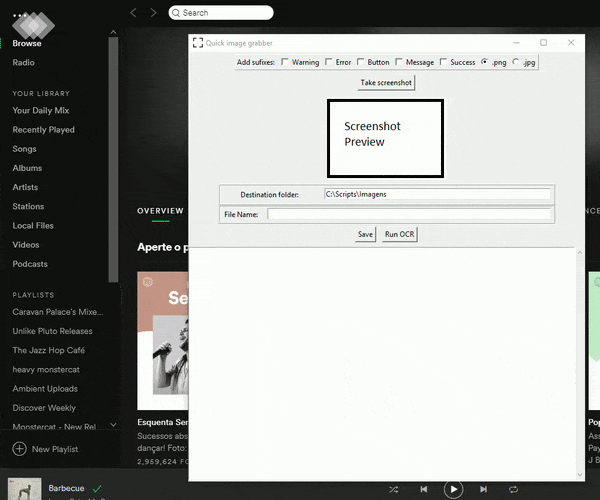 Search
Quick image grabber
Browse
Radio
Add sufixes: Warning Error Button Message Success .png .jpg
Take screenshot
YOUR LIBRARY
Your Daily Mix
Recently Played
Songs
Albums
Artists
Stations
Local Files
Videos
Podcasts
Screenshot
Preview
Destination folder: C:\Scripts\Imagens
File Name:
Save Run OCR
OVERVIEW
Aperte o p
Se
PLAYLISTS
Caravan Palace's Mixe...
Unlike Pluto Releases
The Jazz Hop Café
heavy monstercat
Ambient Uploads
Discover Weekly
Monstercat - New Rel
New Playlist
Esquenta Ser
Sucessos abs
dançar! Foto:
2,959,624 FO
Pop
Ass
Pay
J B
Barbecue